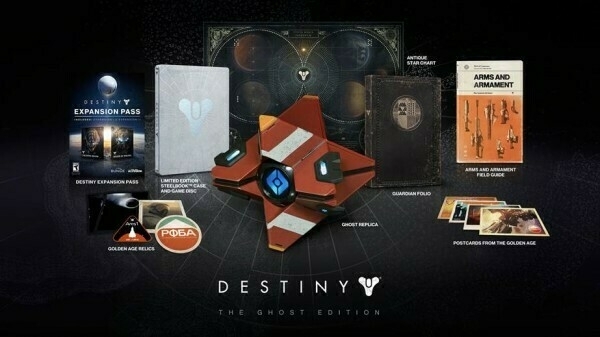 ANTIQUE
STAR CHART
DESTINY
EXPANSION PASS
DESTINY EXPANSION PASS
LIMITED EDITION
STEELBOOK™ CASE
AND GAME DISC
GHOST REPLICA
GUARDIAN FOLIO
ARMS AND
ARMAMENT
ARMS AND ARMAMENT
FIELD GUIDE
РФБА
GOLDEN AGE RELICS
POSTCARDS FROM THE GOLDEN AGE
DESTINY
THE GHOST EDITION